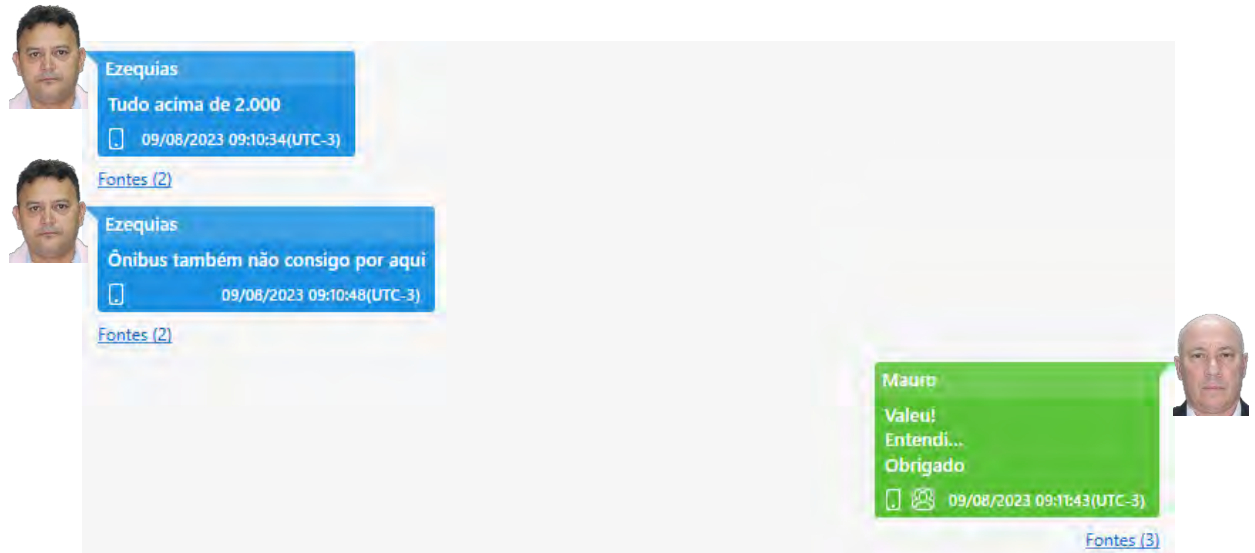 Ezequias
Tudo acima de 2.000
09/08/2023 09:10:34(UTC-3)
Fontes (2)
Ezequias
Ônibus também não consigo por aqui
09/08/2023 09:10:48(UTC-3)
Fontes (2)
Mauro
Valeu!
Entendi...
Obrigado
09/08/2023 09:11:43(UTC-3)
Fontes (3)